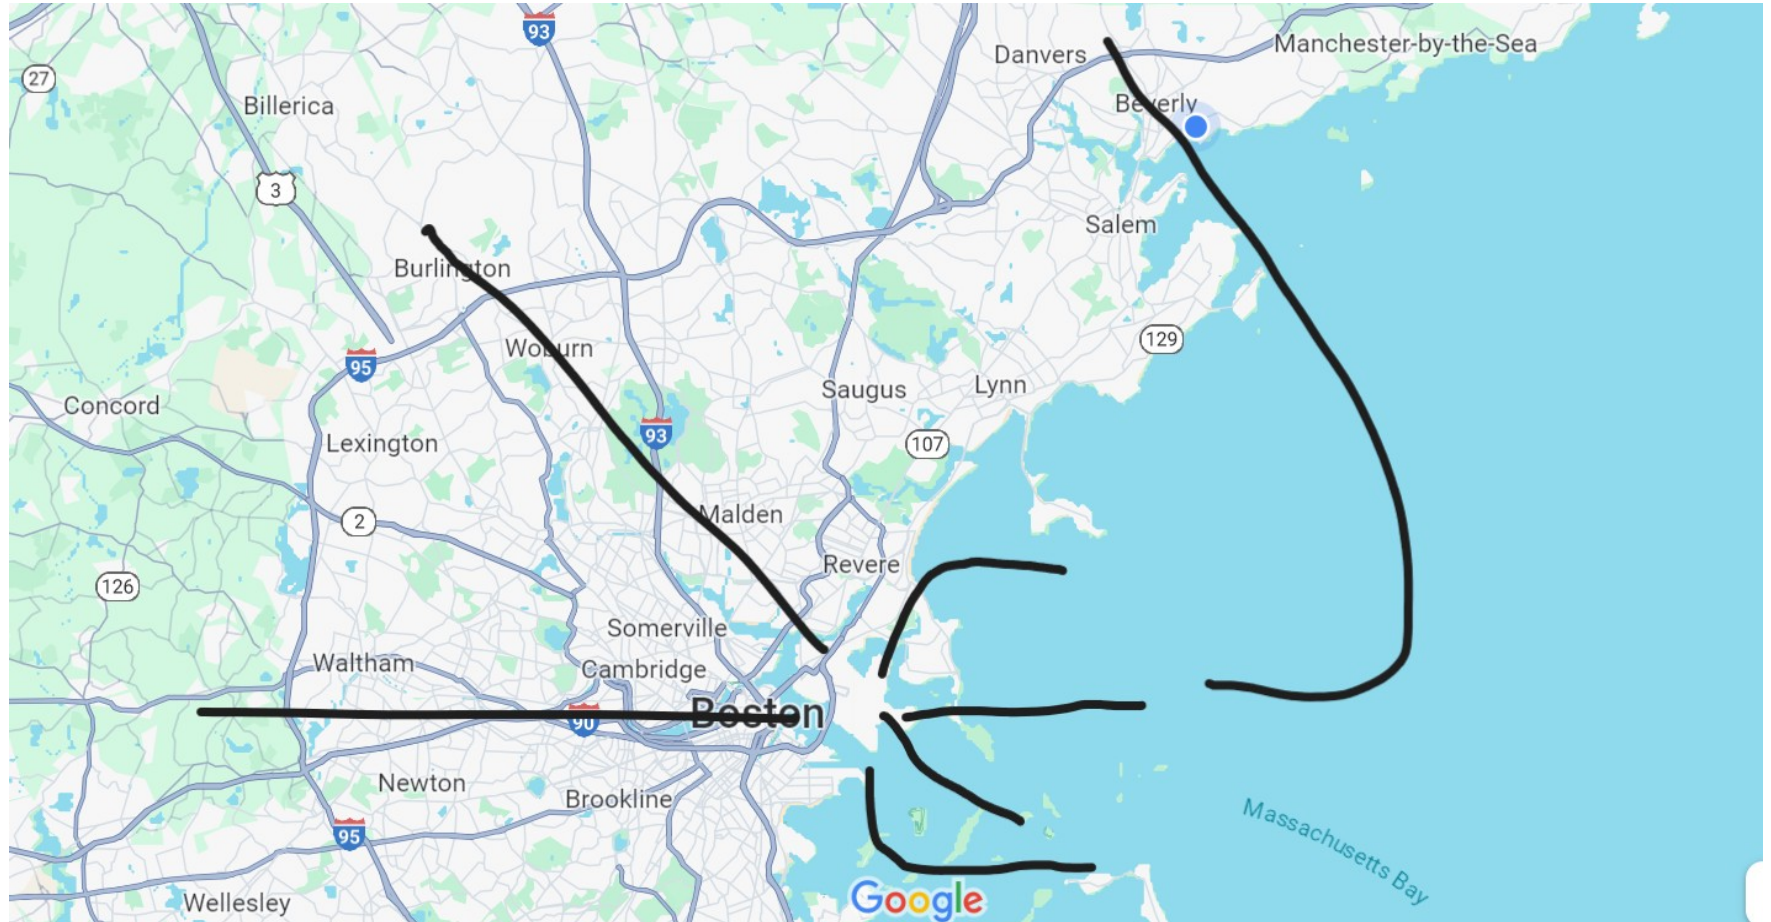 93
Manchester-by-the-Sea
Danvers
27
Billerica
Beverly
3
Salem
Burlington
129
Woburn
95
Saugus
Lynn
Concord
93
Lexington
107
2
Malden
Revere
126
Somerville
Waltham
Cambridge
Boston
90
Newton
Brookline
Massachusetts Bay
95
Google
Wellesley